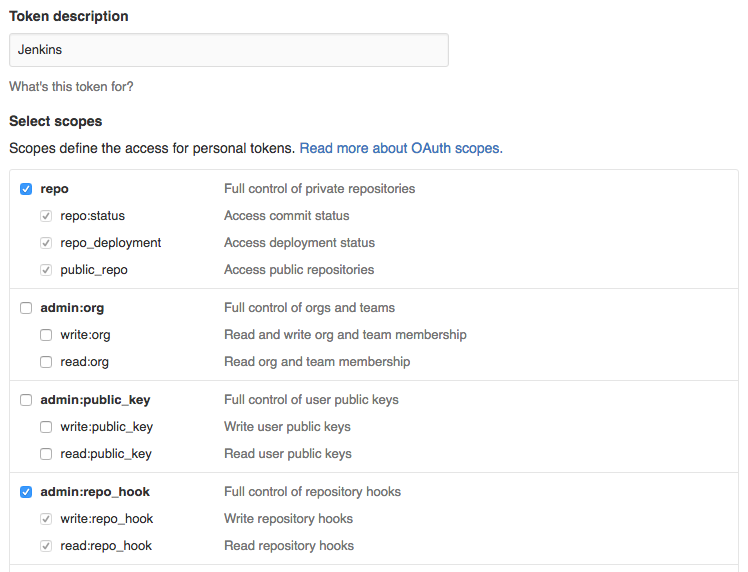 Token description
Jenkins
What's this token for?
Select scopes
Scopes define the access for personal tokens. Read more about OAuth scopes.
repo Full control of private repositories
repo:status Access commit status
repo_deployment Access deployment status
public_repo Access public repositories
admin:org Full control of orgs and teams
write:org Read and write org and team membership
read:org Read org and team membership
admin:public_key Full control of user public keys
write:public_key Write user public keys
read:public_key Read user public keys
admin:repo_hook Full control of repository hooks
write:repo_hook Write repository hooks
read:repo_hook Read repository hooks